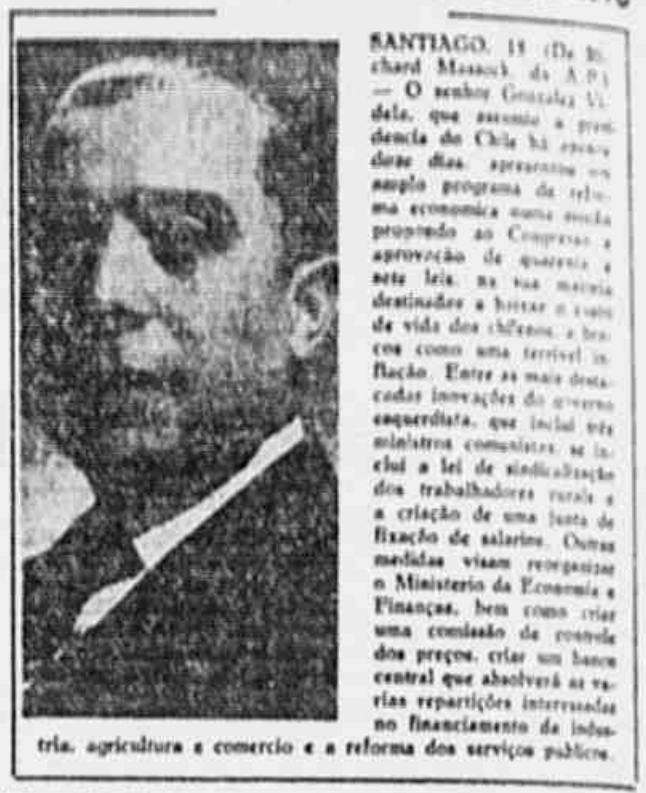 SANTIAGO, 18 (De Ri-
chard Massock, da A.P.)
— O senhor Gonzalez Vi-
dela, que assumiu a presi-
dencia do Chile há apenas
doze dias, apresentou um
amplo programa de refor-
ma economica numa
propondo ao Congresso a
aprovação de quarenta e
sete leis, na sua maioria
destinadas a baixar o custo
de vida dos chilenos, a bra-
ços como uma terrivel in-
flação. Entre as mais desta-
cadas inovações do governo
esquerdista, que inclui três
ministros comunistas, se in-
clui a lei de sindicalização
dos trabalhadores rurais e
a criação de uma junta de
fixação de salarios. Outras
medidas visam reorganizar
o Ministerio da Economia e
Finanças, bem como criar
uma comissão de controle
dos preços, criar um banco
central que absolverá as va-
rias repartições interessadas
no financiamento da indus-
tria, agricultura e comercio e a reforma dos serviços publicos.